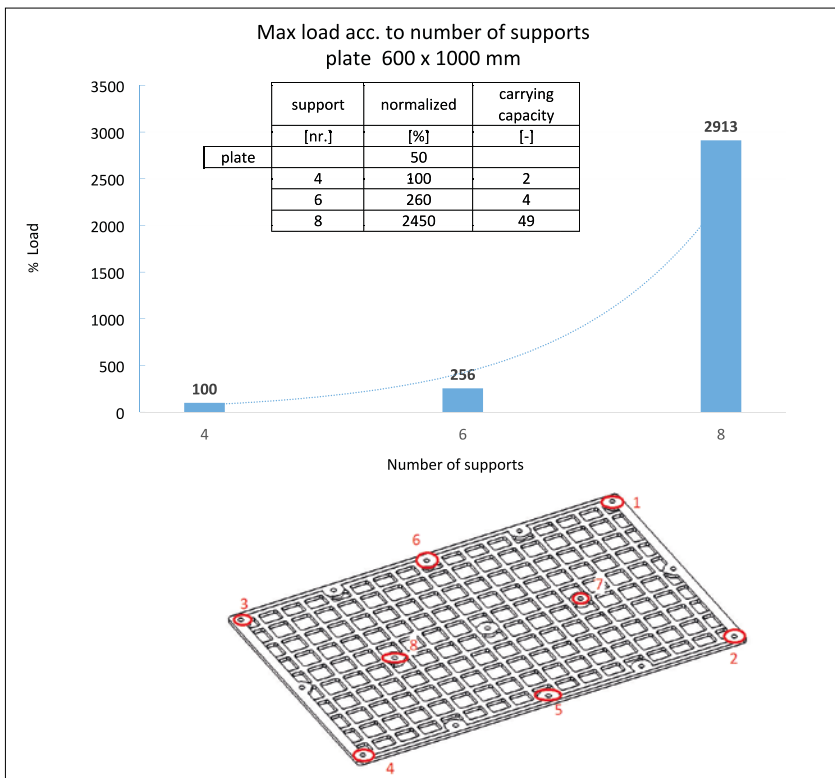 Max load acc. to number of supports
plate 600 x 1000 mm
3500
3000
2500
2000
1500
1000
500
0
% Load
support normalized carrying capacity
[nr.] [%] [-]
plate 50
4 100 2
6 260 4
8 2450 49
100
256
2913
4 6 8
Number of supports
1
6
7
3
8
2
5
4